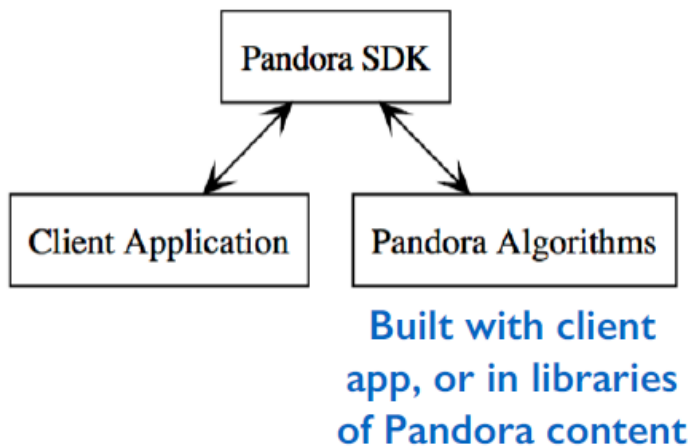 Pandora SDK
Client Application
Pandora Algorithms
Built with client
app, or in libraries
of Pandora content